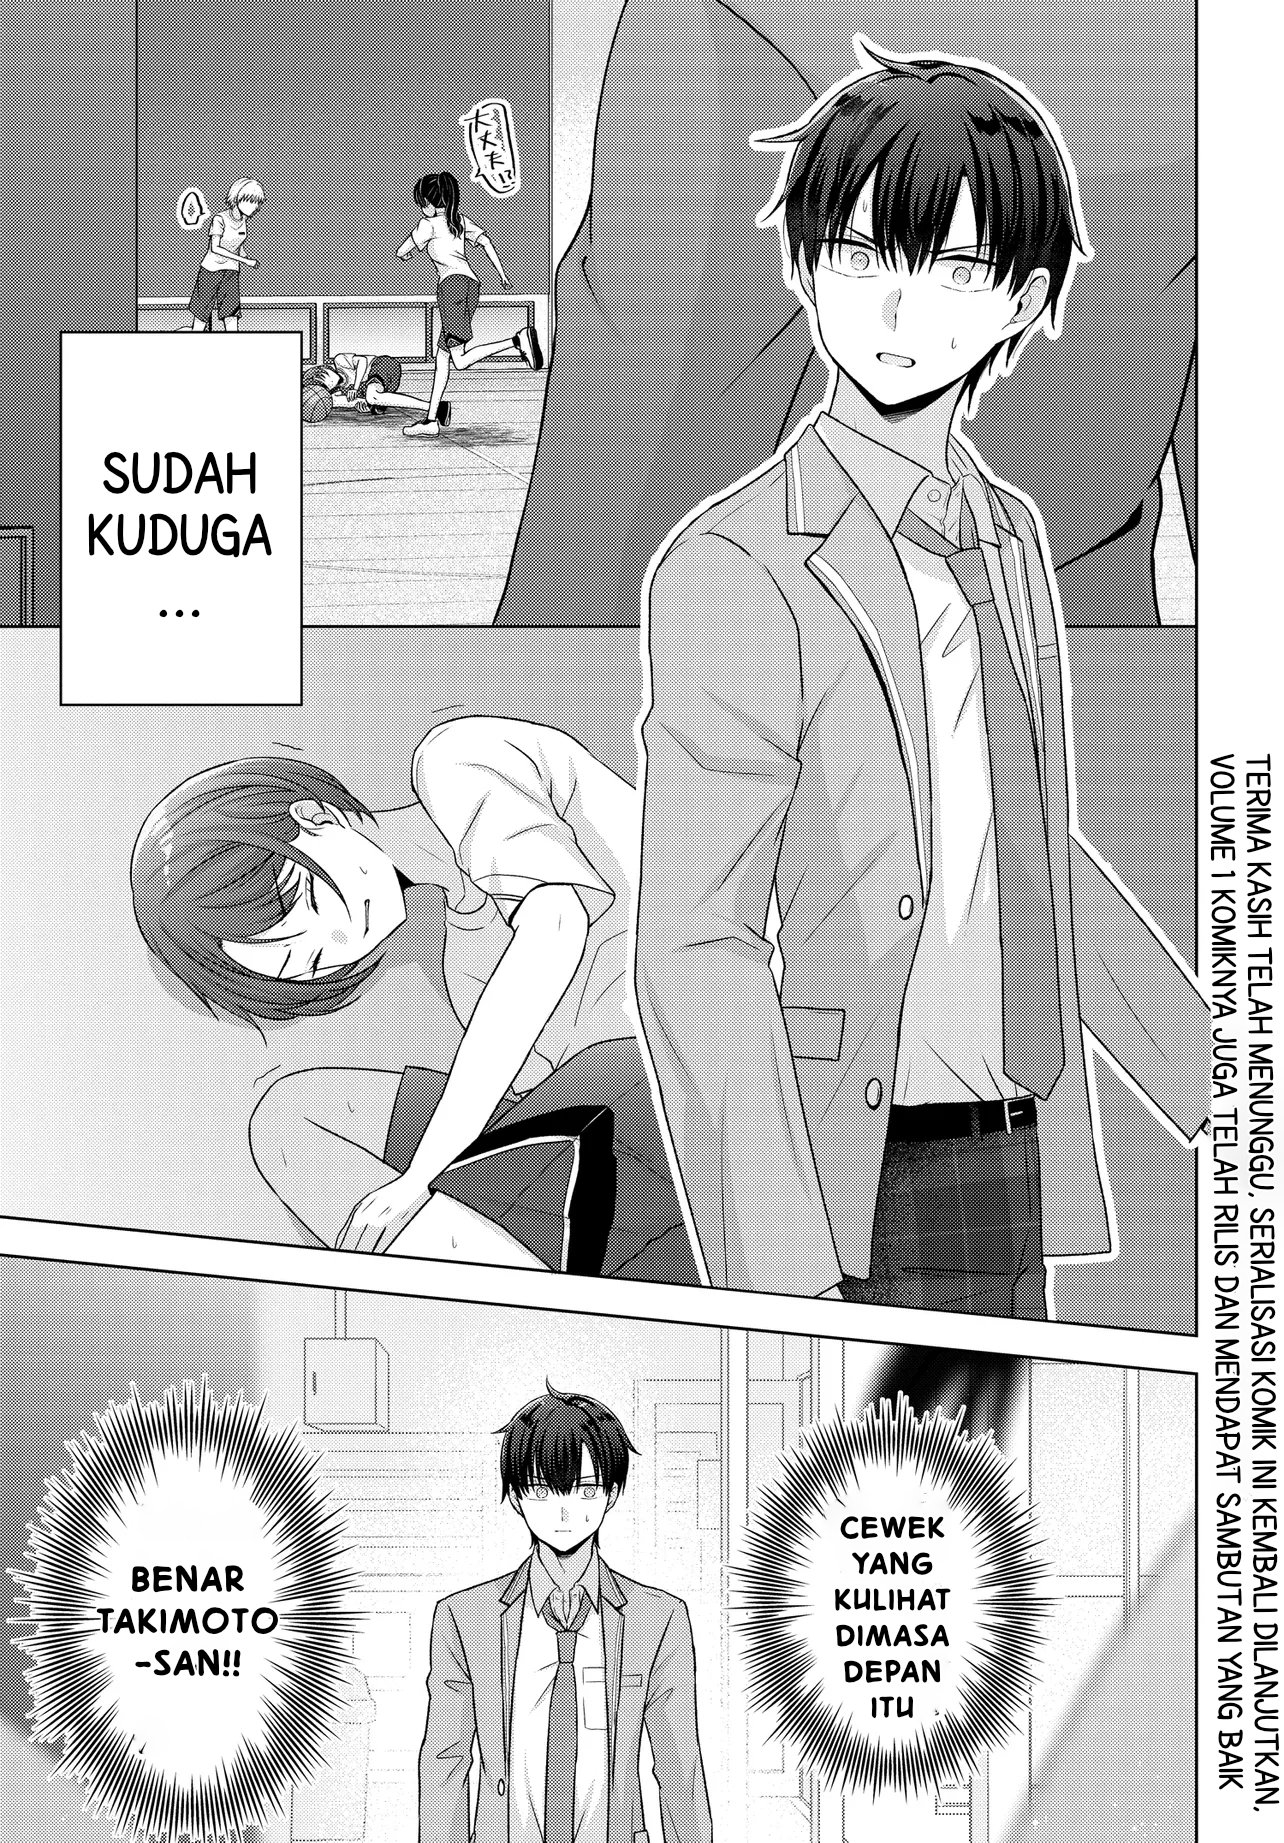 大丈夫!?
SUDAH
KUDUGA
...
TERIMA KASIH TELAH MENUNGGU, SERIALISASI KOMIK INI KEMBALI DILANJUTKAN,
VOLUME 1 KOMIKNYA JUGA TELAH RILIS DAN MENDAPAT SAMBUTAN YANG BAIK
CEWEK
YANG
KULIHAT
DIMASA
DEPAN
ITU
BENAR
TAKIMOTO
-SAN!!